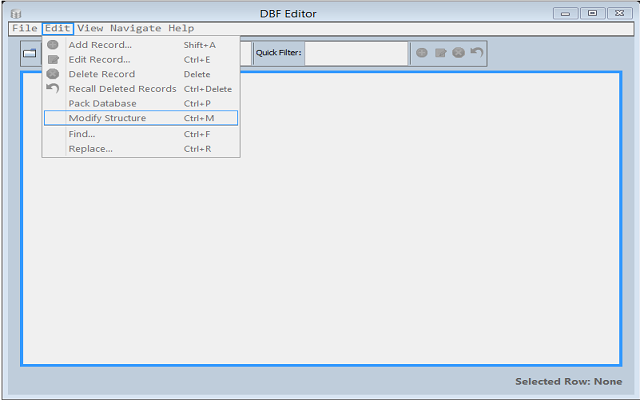 DBF Editor
File Edit View Navigate Help
Quick Filter:
Add Record... Shift+A
Edit Record... Ctrl+E
Delete Record Delete
Recall Deleted Records Ctrl+Delete
Pack Database Ctrl+P
Modify Structure Ctrl+M
Find... Ctrl+F
Replace... Ctrl+R
Selected Row: None